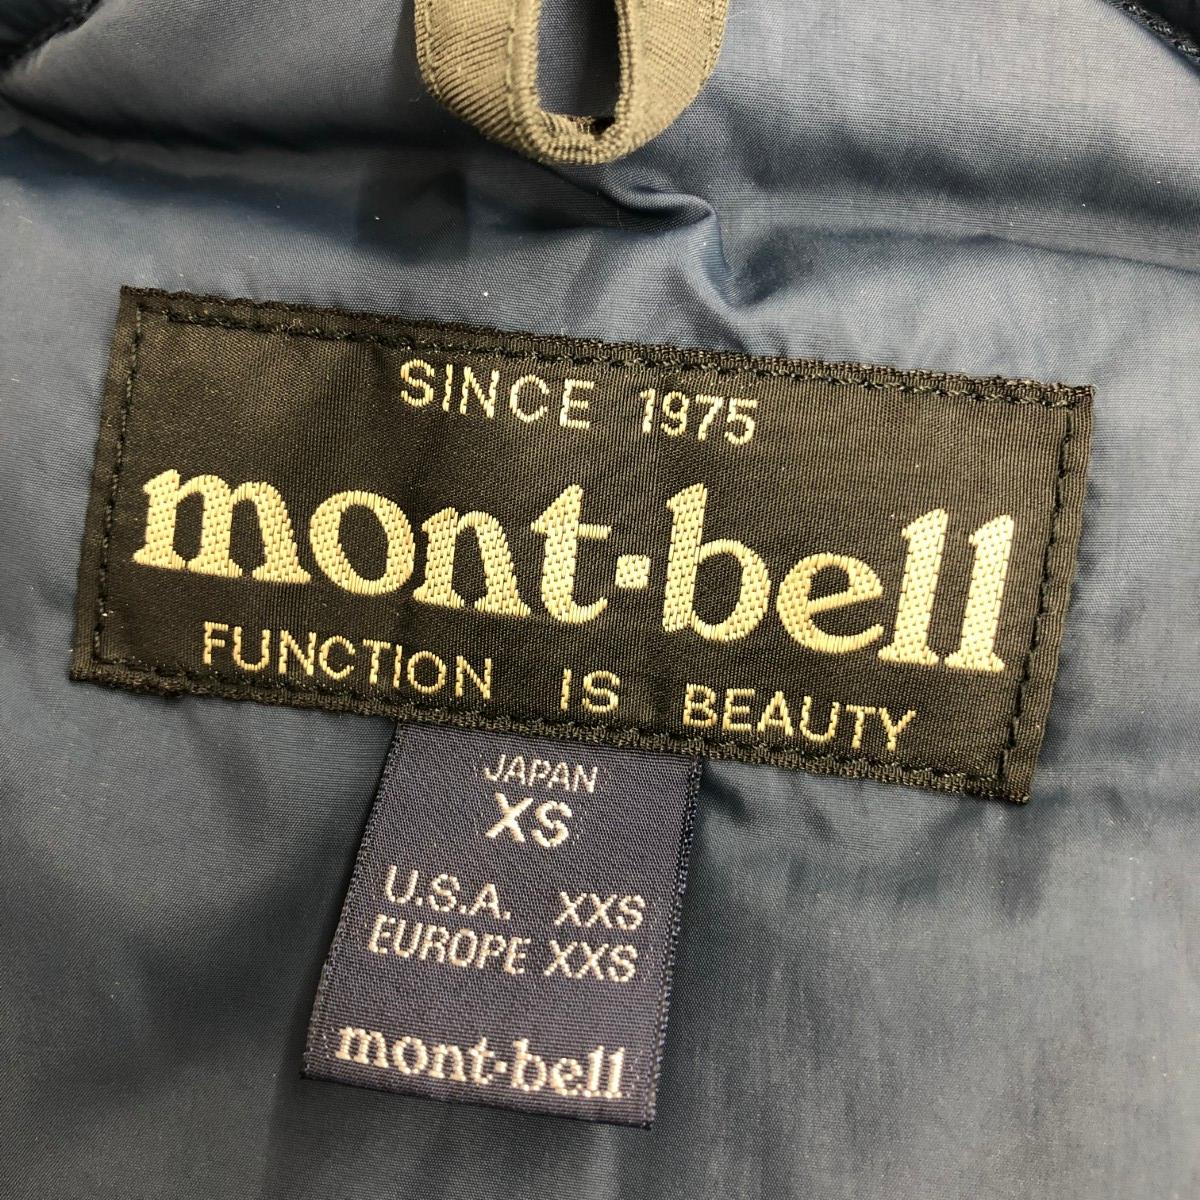 SINCE 1975
mont-bell
FUNCTION IS BEAUTY
JAPAN
XS
U.S.A. XXS
EUROPE XXS
mont-bell